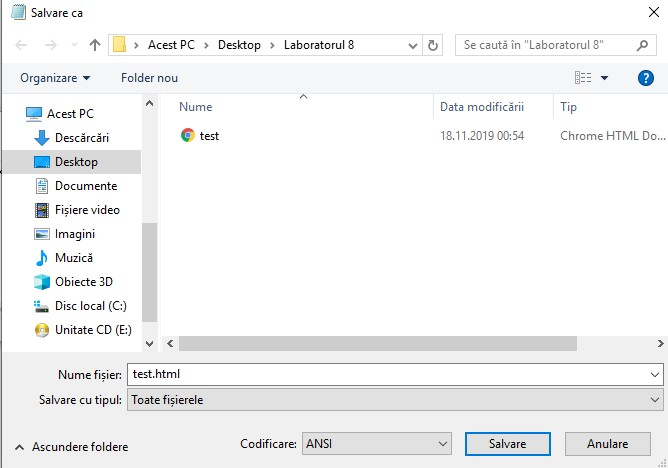 Salvare ca
Acest PC > Desktop > Laboratorul 8
Se caută în "Laboratorul 8"
Organizare
Folder nou
Nume
Data modificării
Tip
Acest PC
Descărcări
Desktop
Documente
Fișiere video
Imagini
Muzică
Obiecte 3D
Disc local (C:)
Unitate CD (E:)
test
18.11.2019 00:54
Chrome HTML Do...
Nume fișier: test.html
Salvare cu tipul: Toate fișierele
Ascundere foldere
Codificare: ANSI
Salvare
Anulare